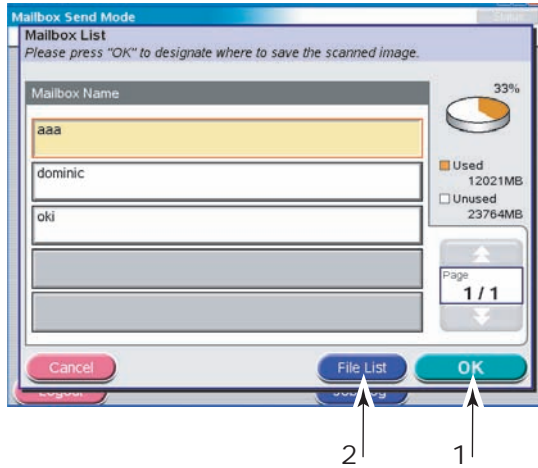 Mailbox Send Mode
Mailbox List
Please press "OK" to designate where to save the scanned image.
Mailbox Name
33%
aaa
dominic
oki
Used
12021MB
Unused
23764MB
Page
1/1
Cancel
File List
OK
2
1